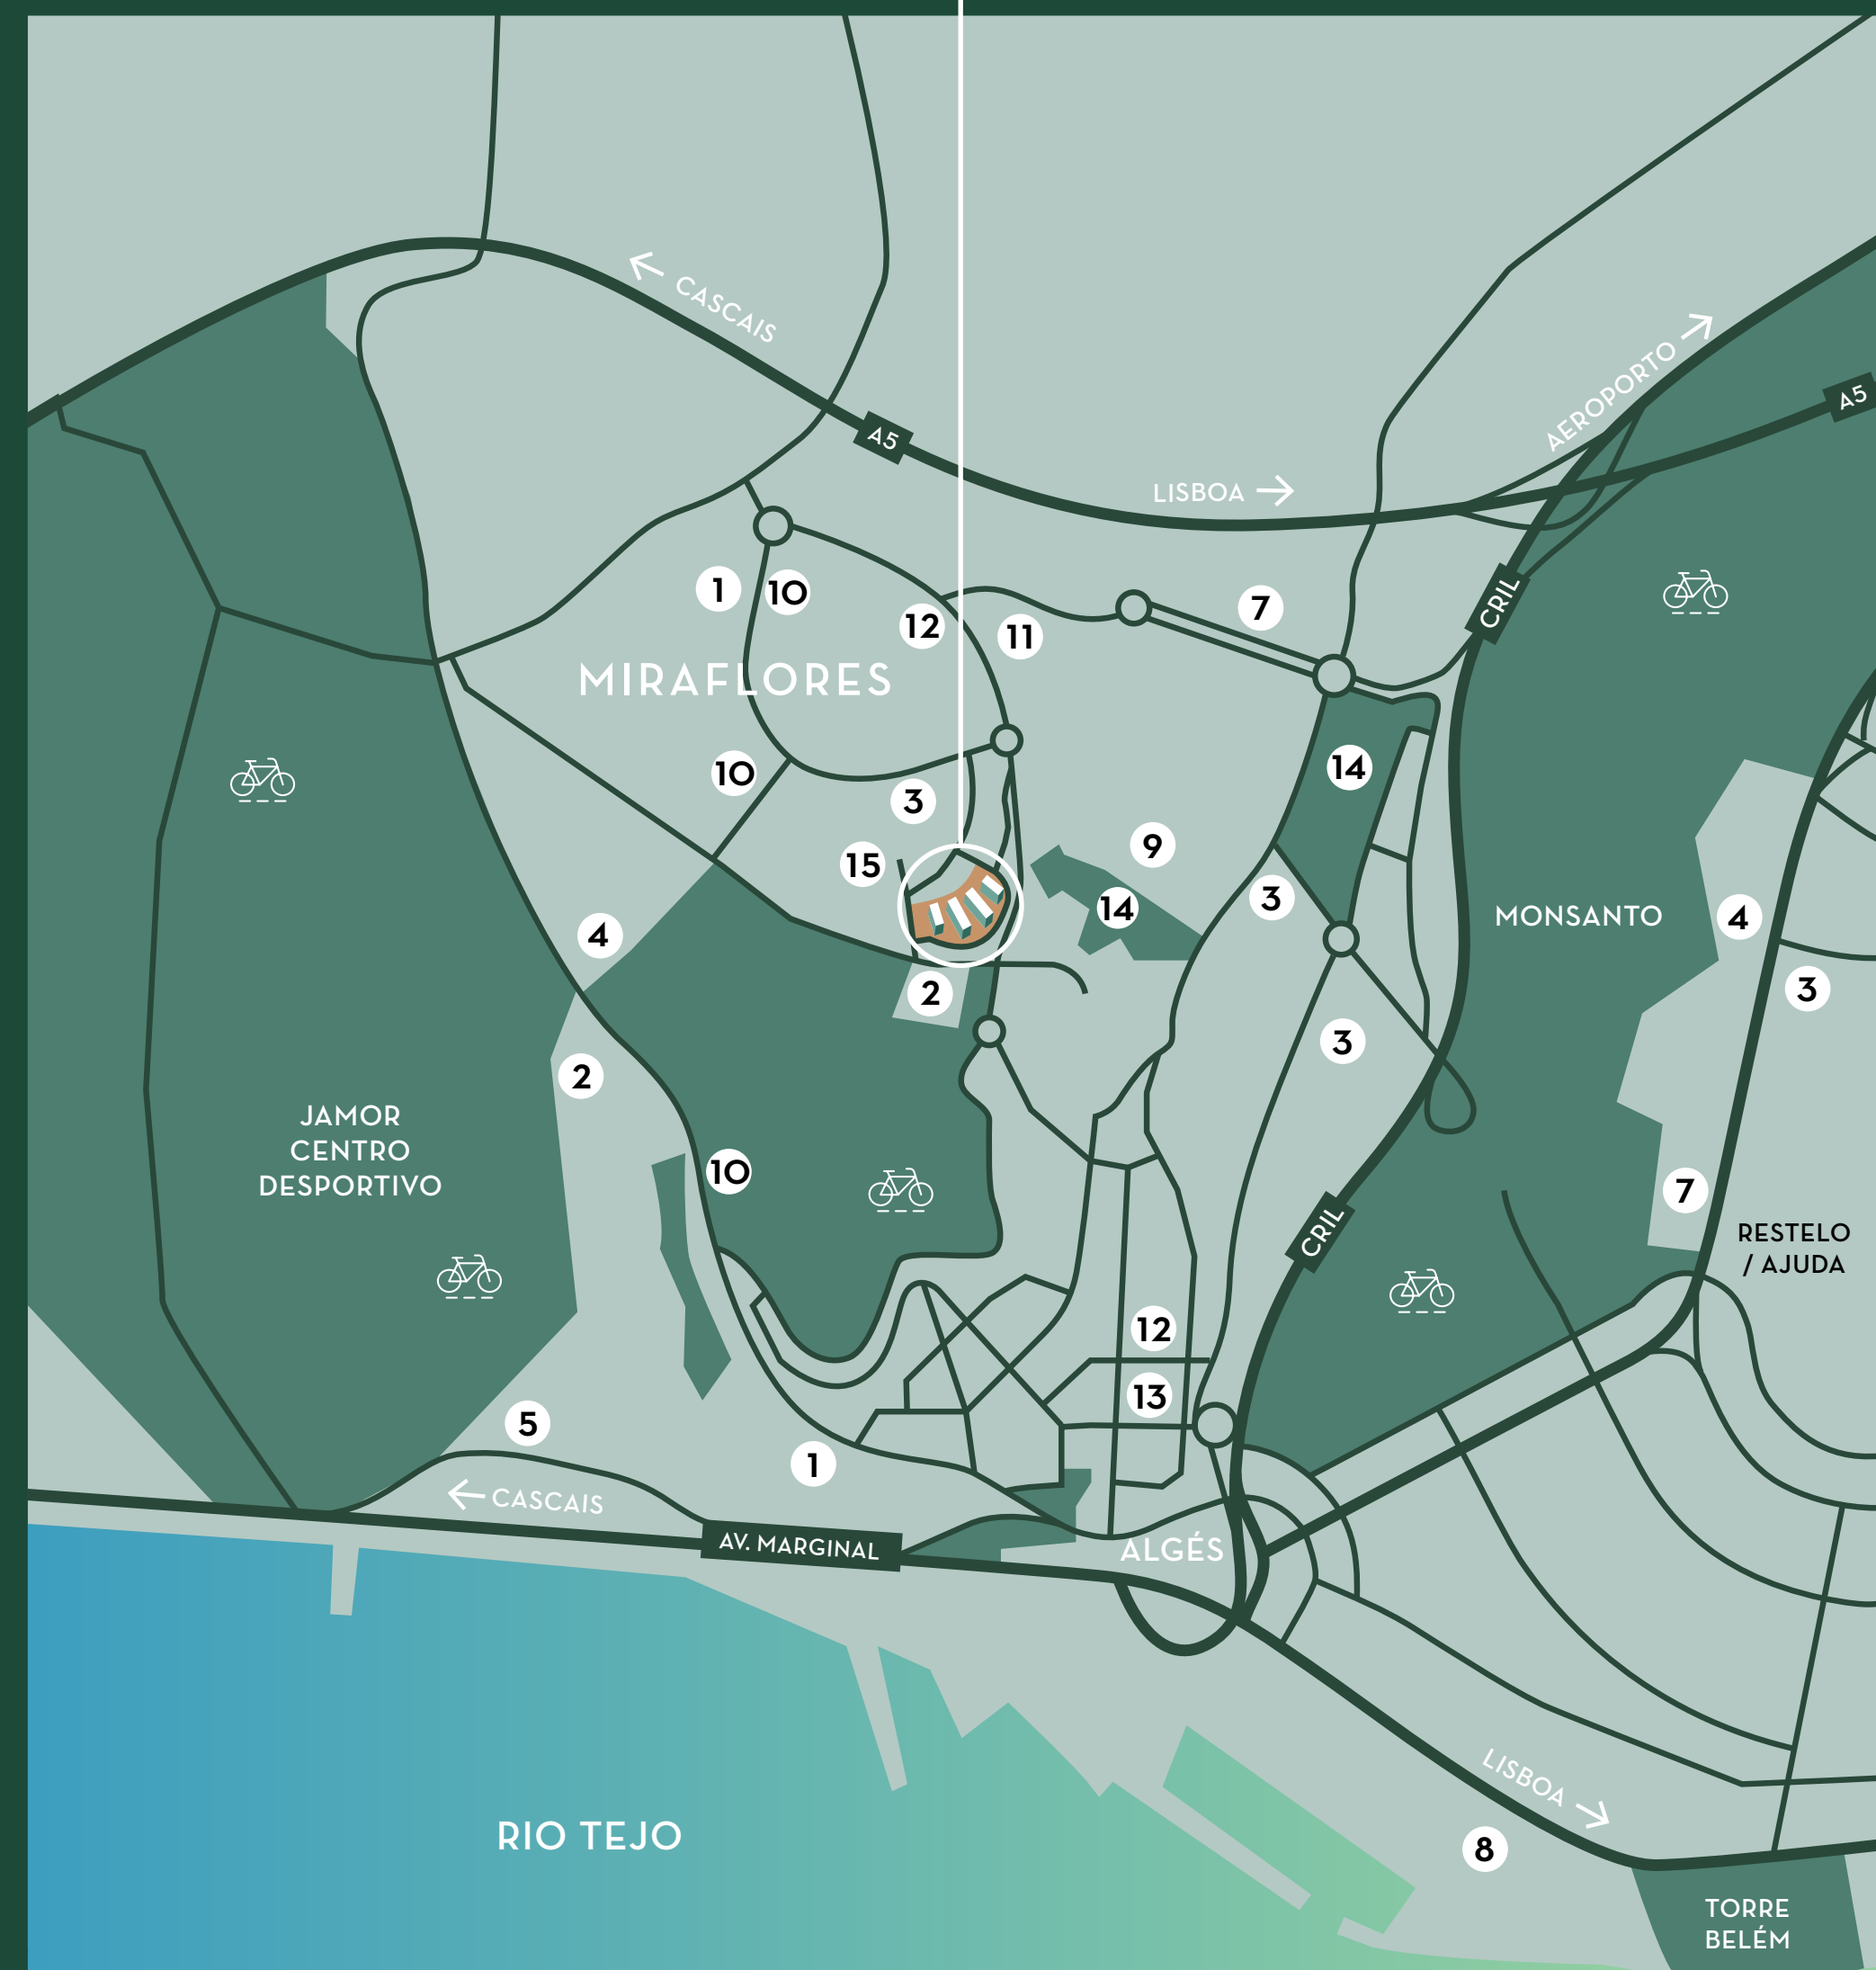 CASCAIS
AEROPORTO
A5
A5
LISBOA
1
10
12
11
7
CRIL
MIRAFLORES
10
3
14
15
9
3
14
MONSANTO
4
4
2
3
3
2
JAMOR
CENTRO
DESPORTIVO
10
7
CRIL
RESTELO
/ AJUDA
12
13
5
1
CASCAIS
AV. MARGINAL
ALGÉS
LISBOA
RIO TEJO
8
TORRE
BELÉM